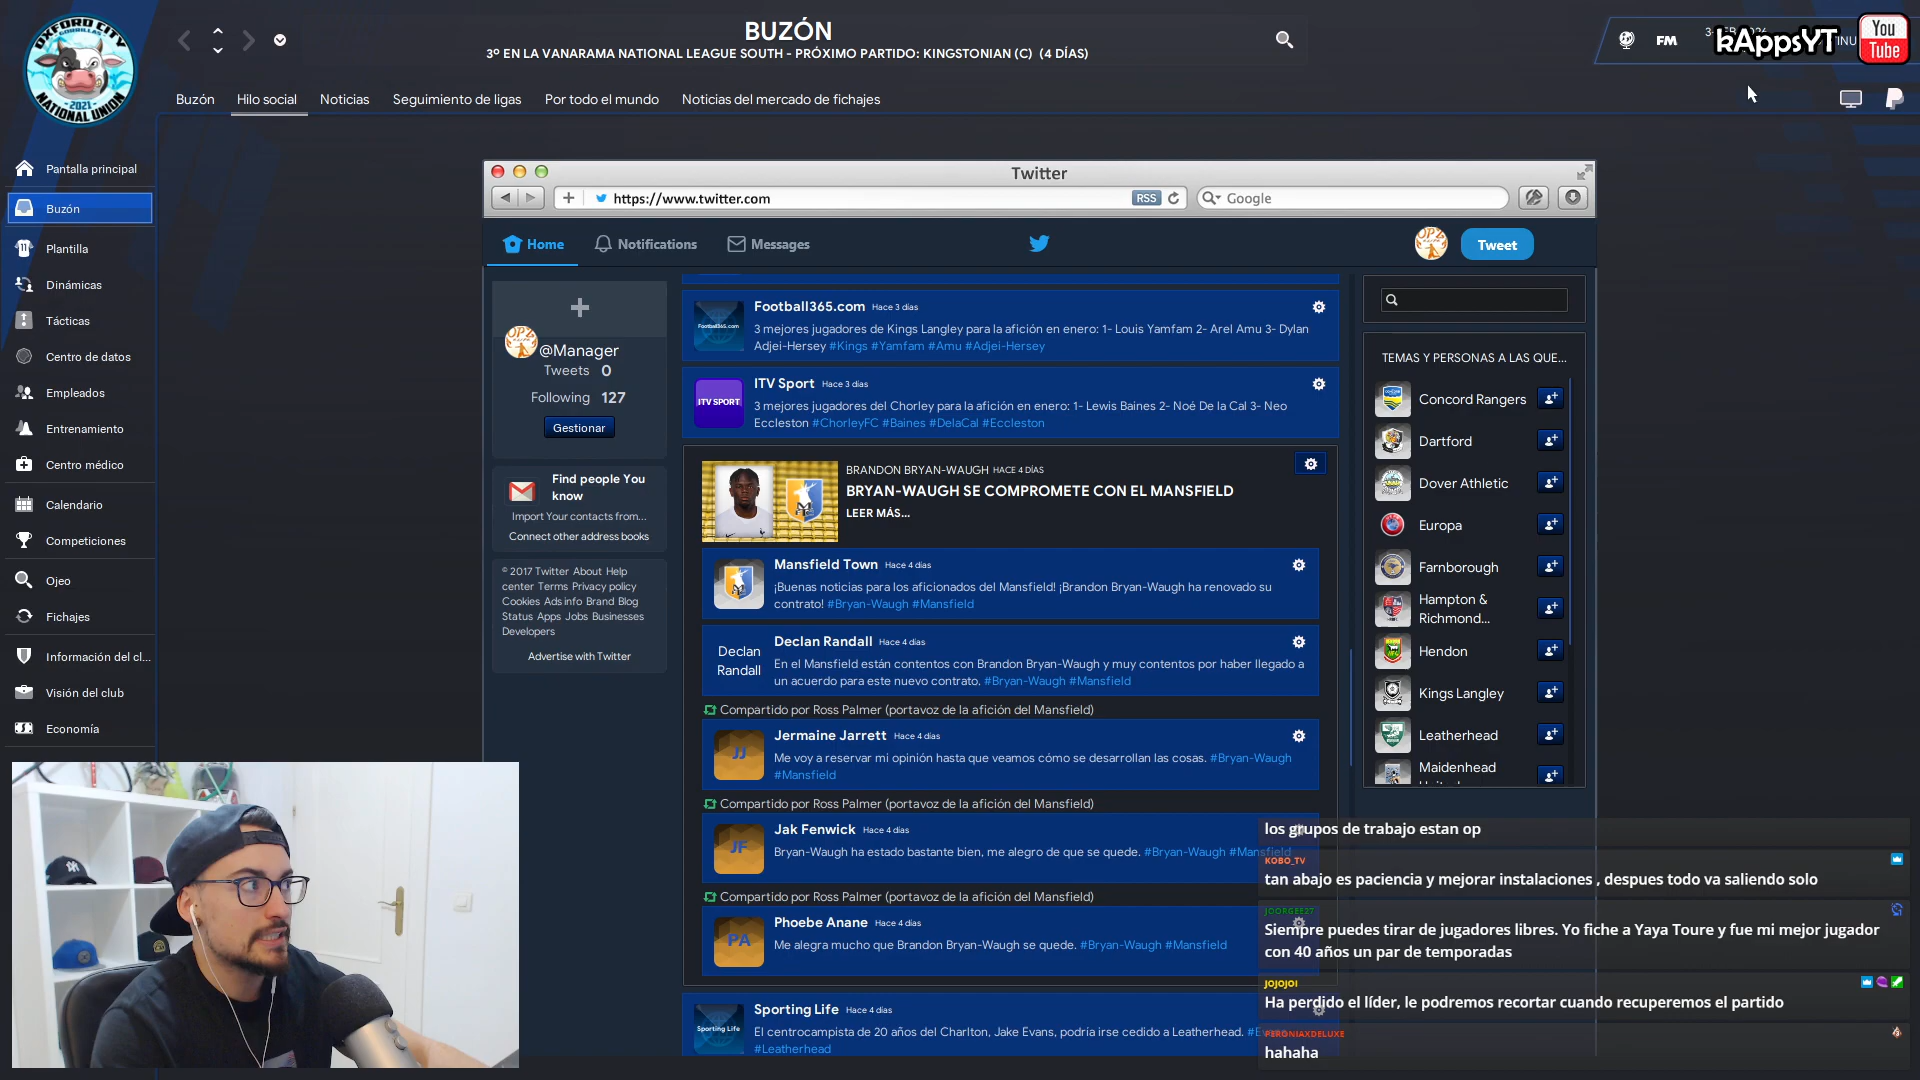 OXFORD CITY
GORRILLAS
2021
NATIONAL UNION
BUZÓN
3º EN LA VANARAMA NATIONAL LEAGUE SOUTH - PRÓXIMO PARTIDO: KINGSTONIAN (C) (4 DÍAS)
FM
kAppsYT
You
Tube
Buzón
Hilo social
Noticias
Seguimiento de ligas
Por todo el mundo
Noticias del mercado de fichajes
Pantalla principal
Buzón
Plantilla
Dinámicas
Tácticas
Centro de datos
Empleados
Entrenamiento
Centro médico
Calendario
Competiciones
Ojeo
Fichajes
Información del cl...
Visión del club
Economía
Twitter
https://www.twitter.com
RSS
Google
Home
Notifications
Messages
Tweet
@Manager
Tweets 0
Following 127
Gestionar
Find people You
know
Import Your contacts from...
Connect other address books
© 2017 Twitter About Help
center Terms Privacy policy
Cookies Ads info Brand Blog
Status Apps Jobs Businesses
Developers
Advertise with Twitter
Football365.com
Football365.com Hace 3 días
3 mejores jugadores de Kings Langley para la afición en enero: 1- Louis Yamfam 2- Arel Amu 3- Dylan
Adjei-Hersey #Kings #Yamfam #Amu #Adjei-Hersey
ITV SPORT
ITV Sport Hace 3 días
3 mejores jugadores del Chorley para la afición en enero: 1- Lewis Baines 2- Noé De la Cal 3- Neo
Eccleston #ChorleyFC #Baines #DelaCal #Eccleston
BRANDON BRYAN-WAUGH HACE 4 DÍAS
BRYAN-WAUGH SE COMPROMETE CON EL MANSFIELD
LEER MÁS...
Mansfield Town Hace 4 días
¡Buenas noticias para los aficionados del Mansfield! ¡Brandon Bryan-Waugh ha renovado su
contrato! #Bryan-Waugh #Mansfield
Declan
Randall
Declan Randall Hace 4 días
En el Mansfield están contentos con Brandon Bryan-Waugh y muy contentos por haber llegado a
un acuerdo para este nuevo contrato. #Bryan-Waugh #Mansfield
Compartido por Ross Palmer (portavoz de la afición del Mansfield)
JJ
Jermaine Jarrett Hace 4 días
Me voy a reservar mi opinión hasta que veamos cómo se desarrollan las cosas. #Bryan-Waugh
#Mansfield
Compartido por Ross Palmer (portavoz de la afición del Mansfield)
JF
Jak Fenwick Hace 4 días
Bryan-Waugh ha estado bastante bien, me alegro de que se quede. #Bryan-Waugh #Mansfield
Compartido por Ross Palmer (portavoz de la afición del Mansfield)
PA
Phoebe Anane Hace 4 días
Me alegra mucho que Brandon Bryan-Waugh se quede. #Bryan-Waugh #Mansfield
Sporting Life
Sporting Life Hace 4 días
El centrocampista de 20 años del Charlton, Jake Evans, podría irse cedido a Leatherhead.
#Leatherhead
TEMAS Y PERSONAS A LAS QUE...
Concord Rangers
Dartford
Dover Athletic
Europa
Farnborough
Hampton &
Richmond...
Hendon
Kings Langley
Leatherhead
Maidenhead
los grupos de trabajo estan op
KOBO_TV
tan abajo es paciencia y mejorar instalaciones , despues todo va saliendo solo
JOORGEE27
Siempre puedes tirar de jugadores libres. Yo fiche a Yaya Toure y fue mi mejor jugador
con 40 años un par de temporadas
JOJOJOI
Ha perdido el líder, le podremos recortar cuando recuperemos el partido
PERONIAXDELUXE
hahaha